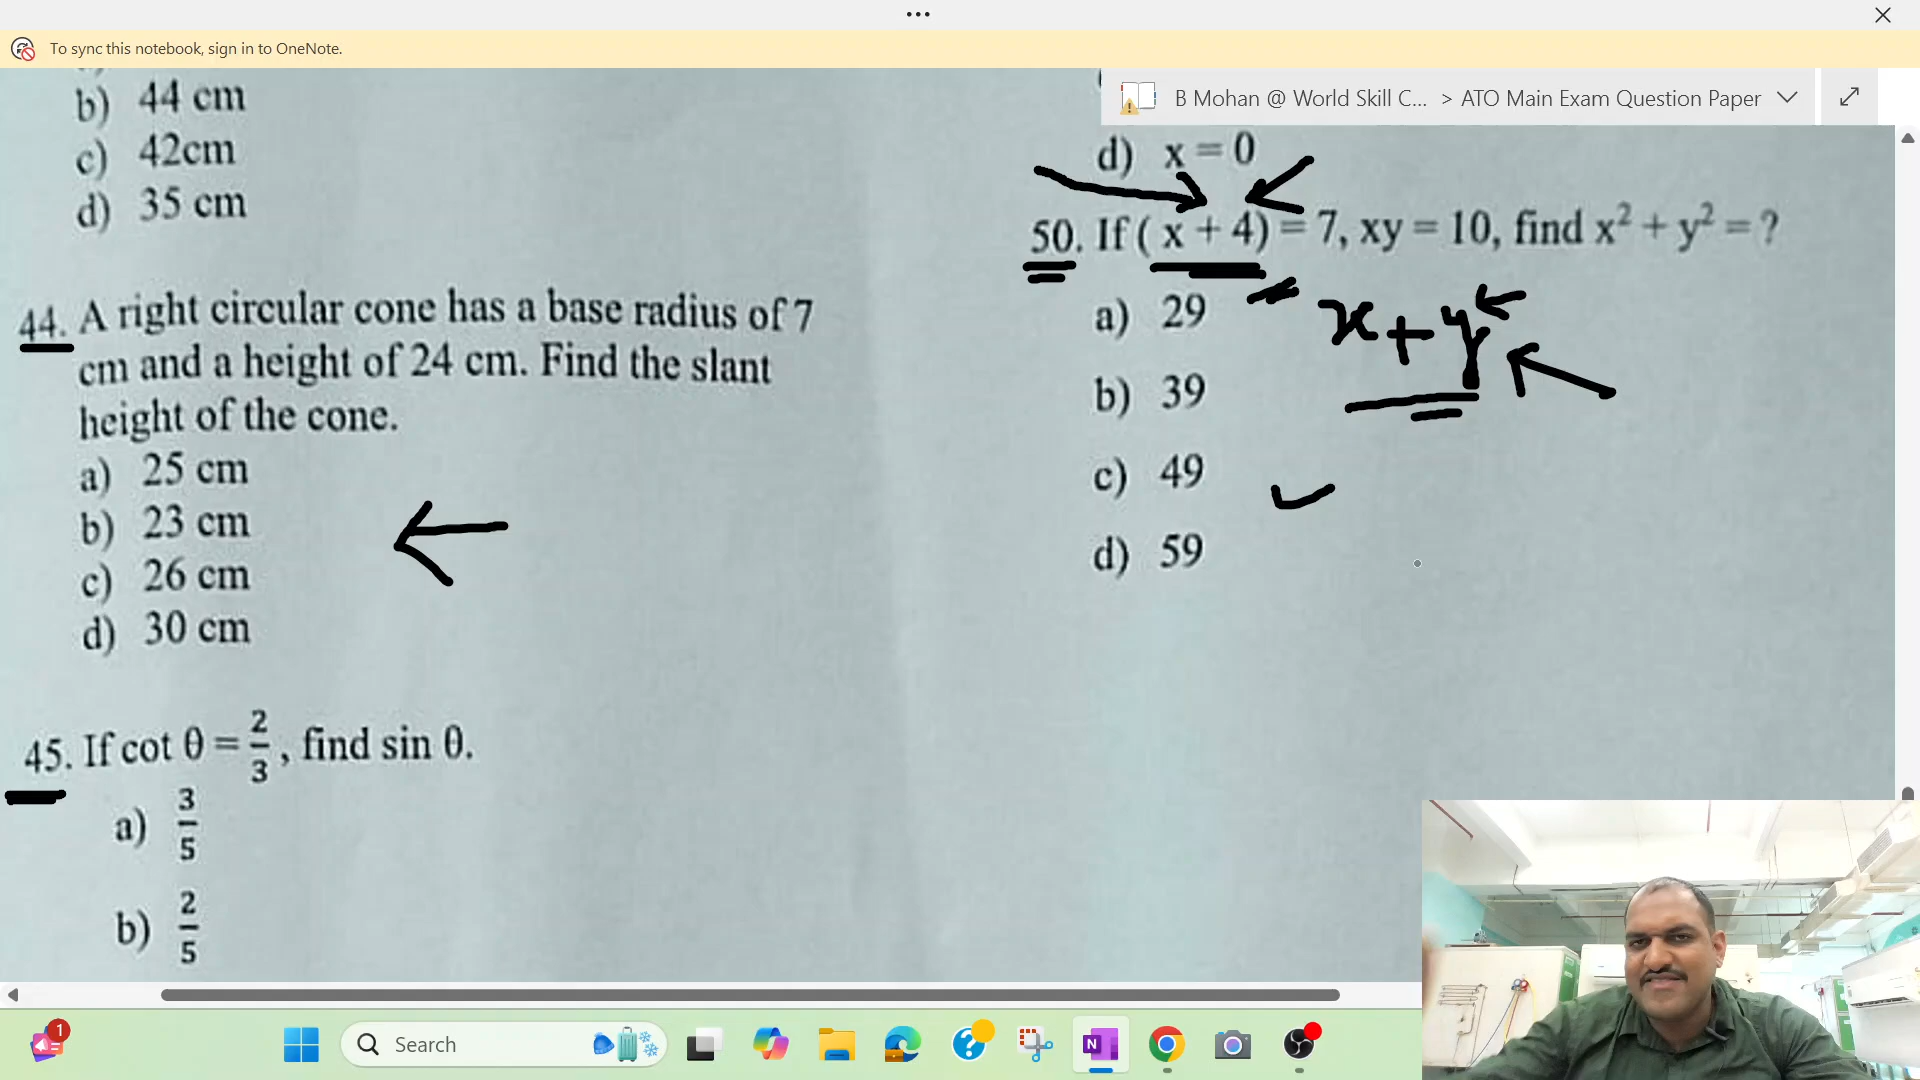 To sync this notebook, sign in to OneNote.
B Mohan @ World Skill C... > ATO Main Exam Question Paper
b) 44 cm
c) 42cm
d) 35 cm
44. A right circular cone has a base radius of 7
cm and a height of 24 cm. Find the slant
height of the cone.
a) 25 cm
b) 23 cm
c) 26 cm
d) 30 cm
45. If cot θ = 2/3, find sin θ.
a) 3/5
b) 2/5
d) x = 0
50. If ( x + 4) = 7, xy = 10, find x² + y² = ?
a) 29
x + y
b) 39
c) 49
d) 59
1
Search